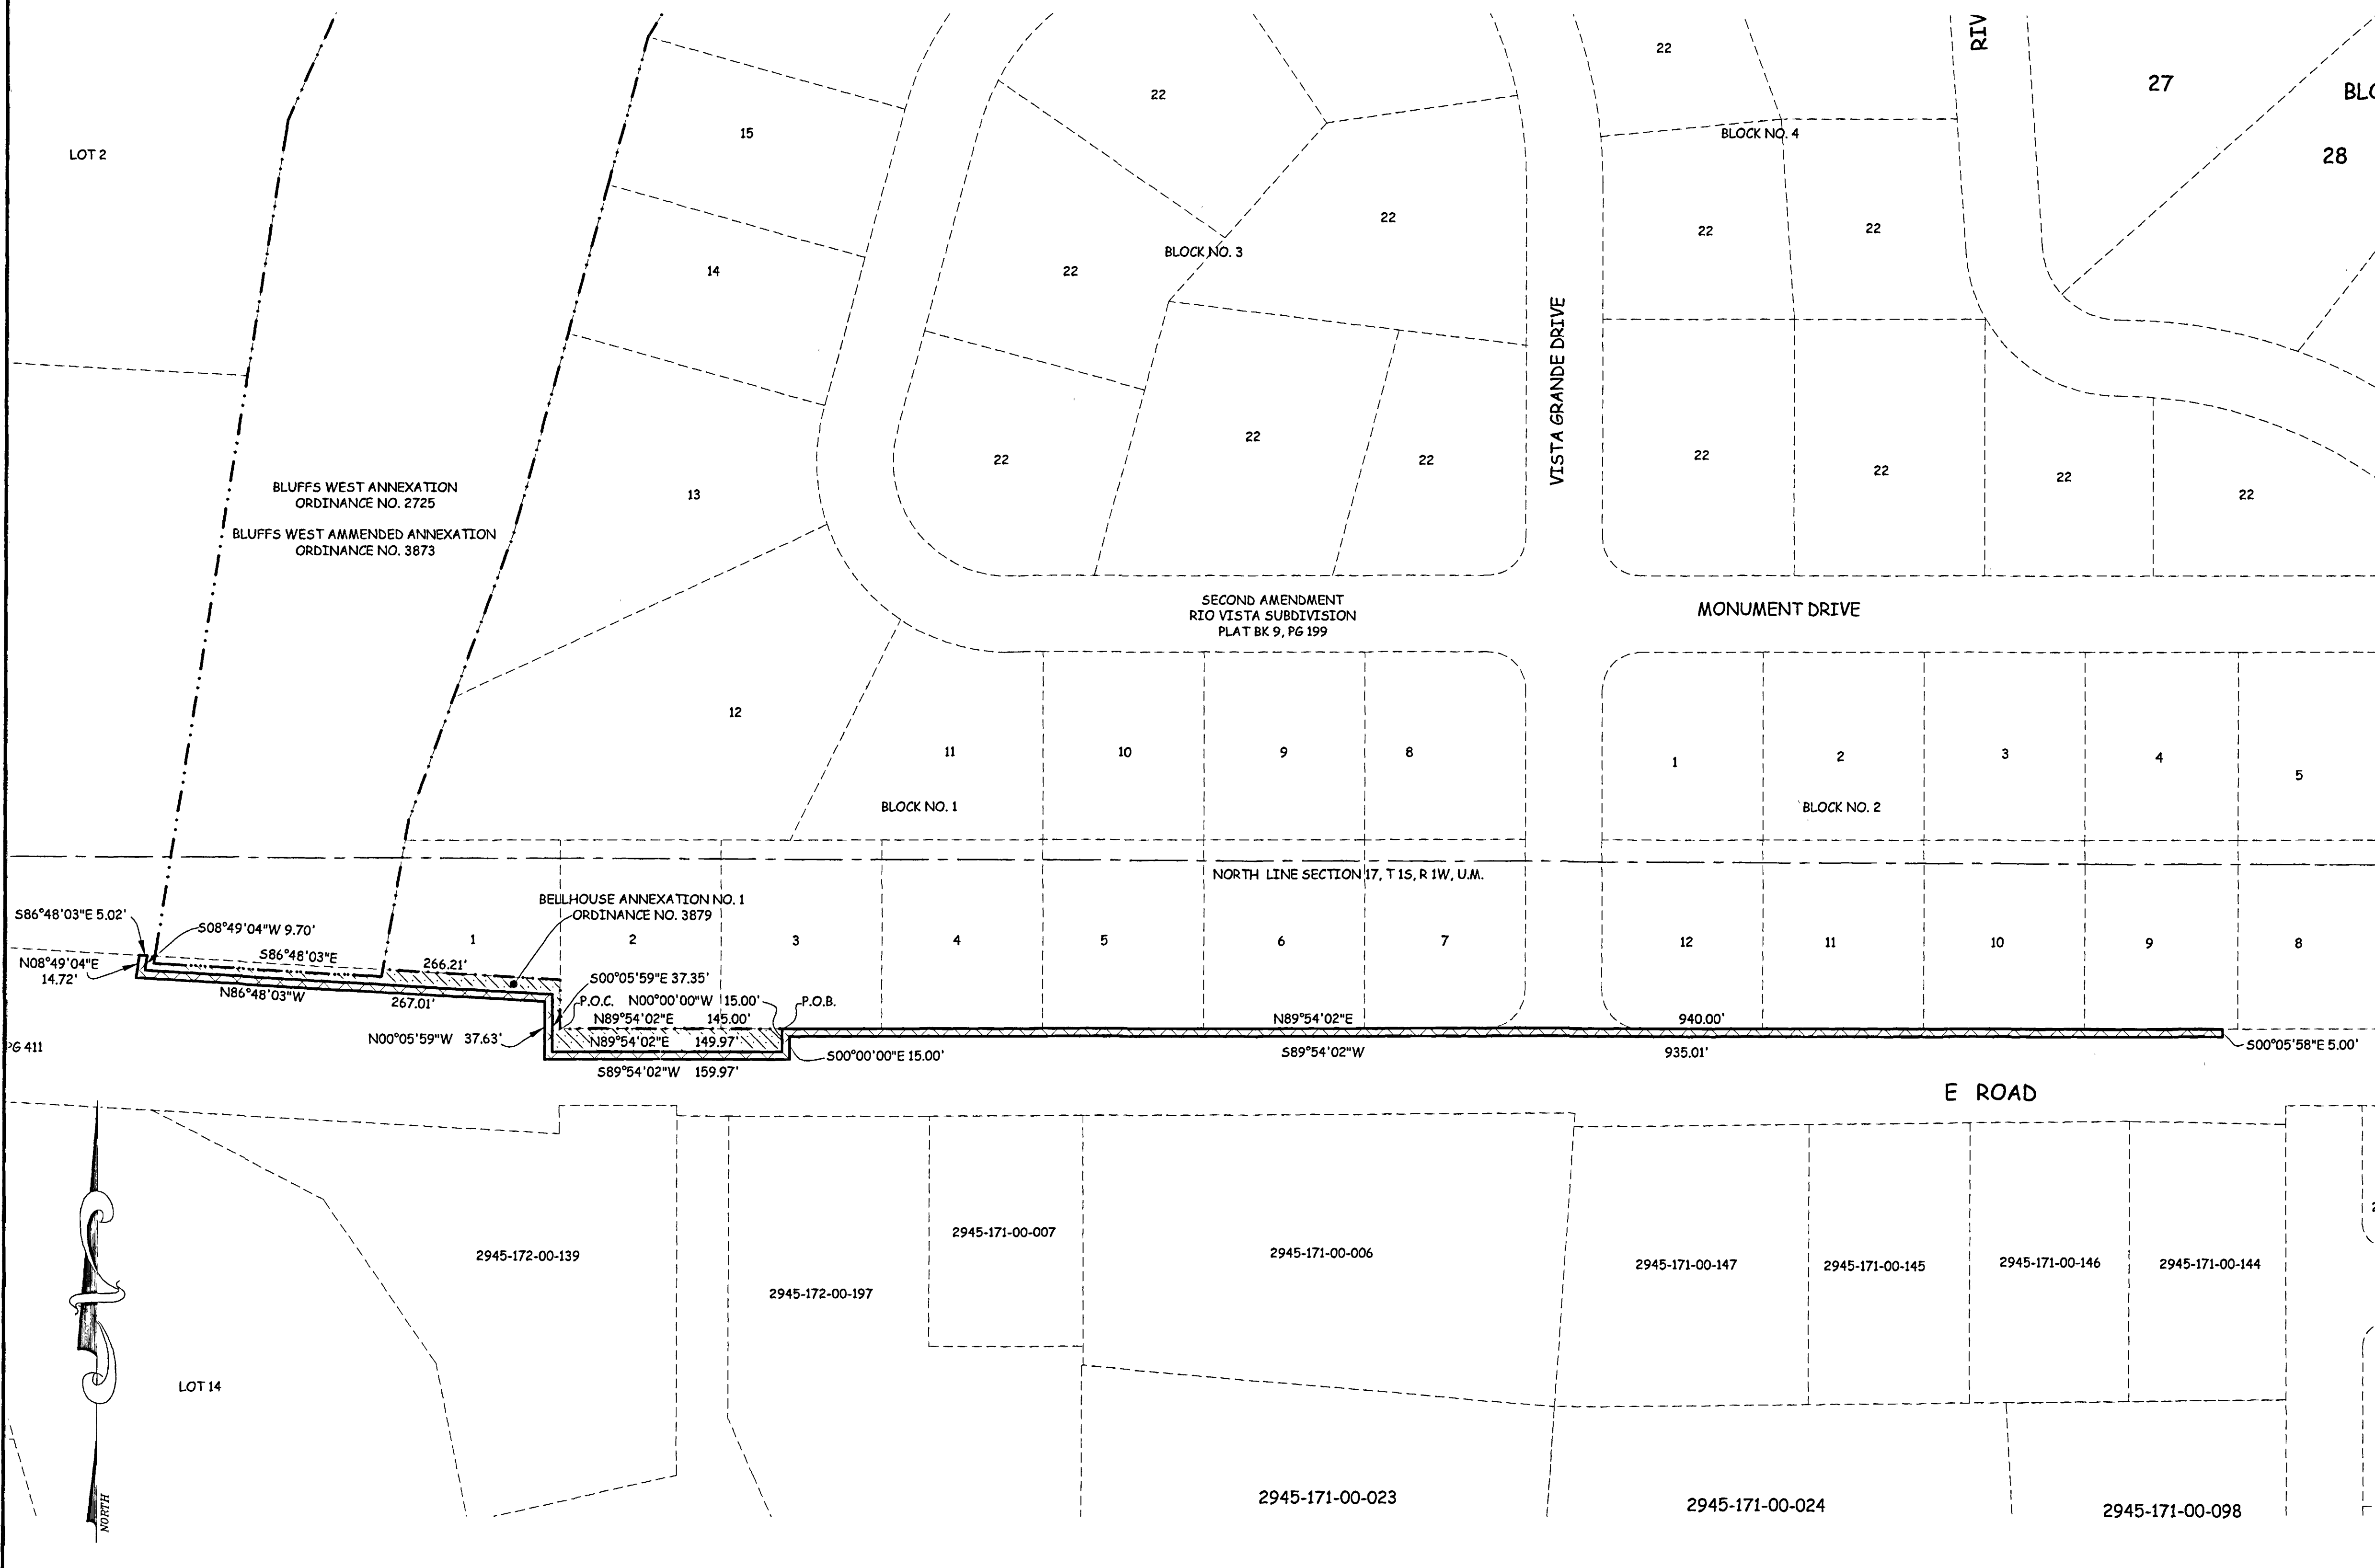 RIV
22
22
27
BLO
15
BLOCK NO. 4
LOT 2
28
22
22
22
BLOCK NO. 3
14
22
VISTA GRANDE DRIVE
22
22
22
22
22
22
22
BLUFFS WEST ANNEXATION
ORDINANCE NO. 2725
13
BLUFFS WEST AMMENDED ANNEXATION
ORDINANCE NO. 3873
SECOND AMENDMENT
RIO VISTA SUBDIVISION
PLAT BK 9, PG 199
MONUMENT DRIVE
12
11
10
9
8
1
2
3
4
5
BLOCK NO. 1
BLOCK NO. 2
NORTH LINE SECTION 17, T 1S, R 1W, U.M.
BELLHOUSE ANNEXATION NO. 1
ORDINANCE NO. 3879
S86°48'03"E 5.02'
S08°49'04"W 9.70'
1
2
3
4
5
6
7
12
11
10
9
8
S86°48'03"E
266.21'
N08°49'04"E
14.72'
S00°05'59"E 37.35'
N86°48'03"W
267.01'
P.O.C.
N00°00'00"W 15.00'
P.O.B.
N89°54'02"E 145.00'
N89°54'02"E
940.00'
N00°05'59"W 37.63'
N89°54'02"E 149.97'
PG 411
S00°00'00"E 15.00'
S89°54'02"W
935.01'
S00°05'58"E 5.00'
S89°54'02"W 159.97'
E ROAD
2945-171-00-007
2945-172-00-139
2945-171-00-006
2945-171-00-147
2945-171-00-145
2945-171-00-146
2945-171-00-144
2945-172-00-197
LOT 14
2945-171-00-023
2945-171-00-024
2945-171-00-098
NORTH